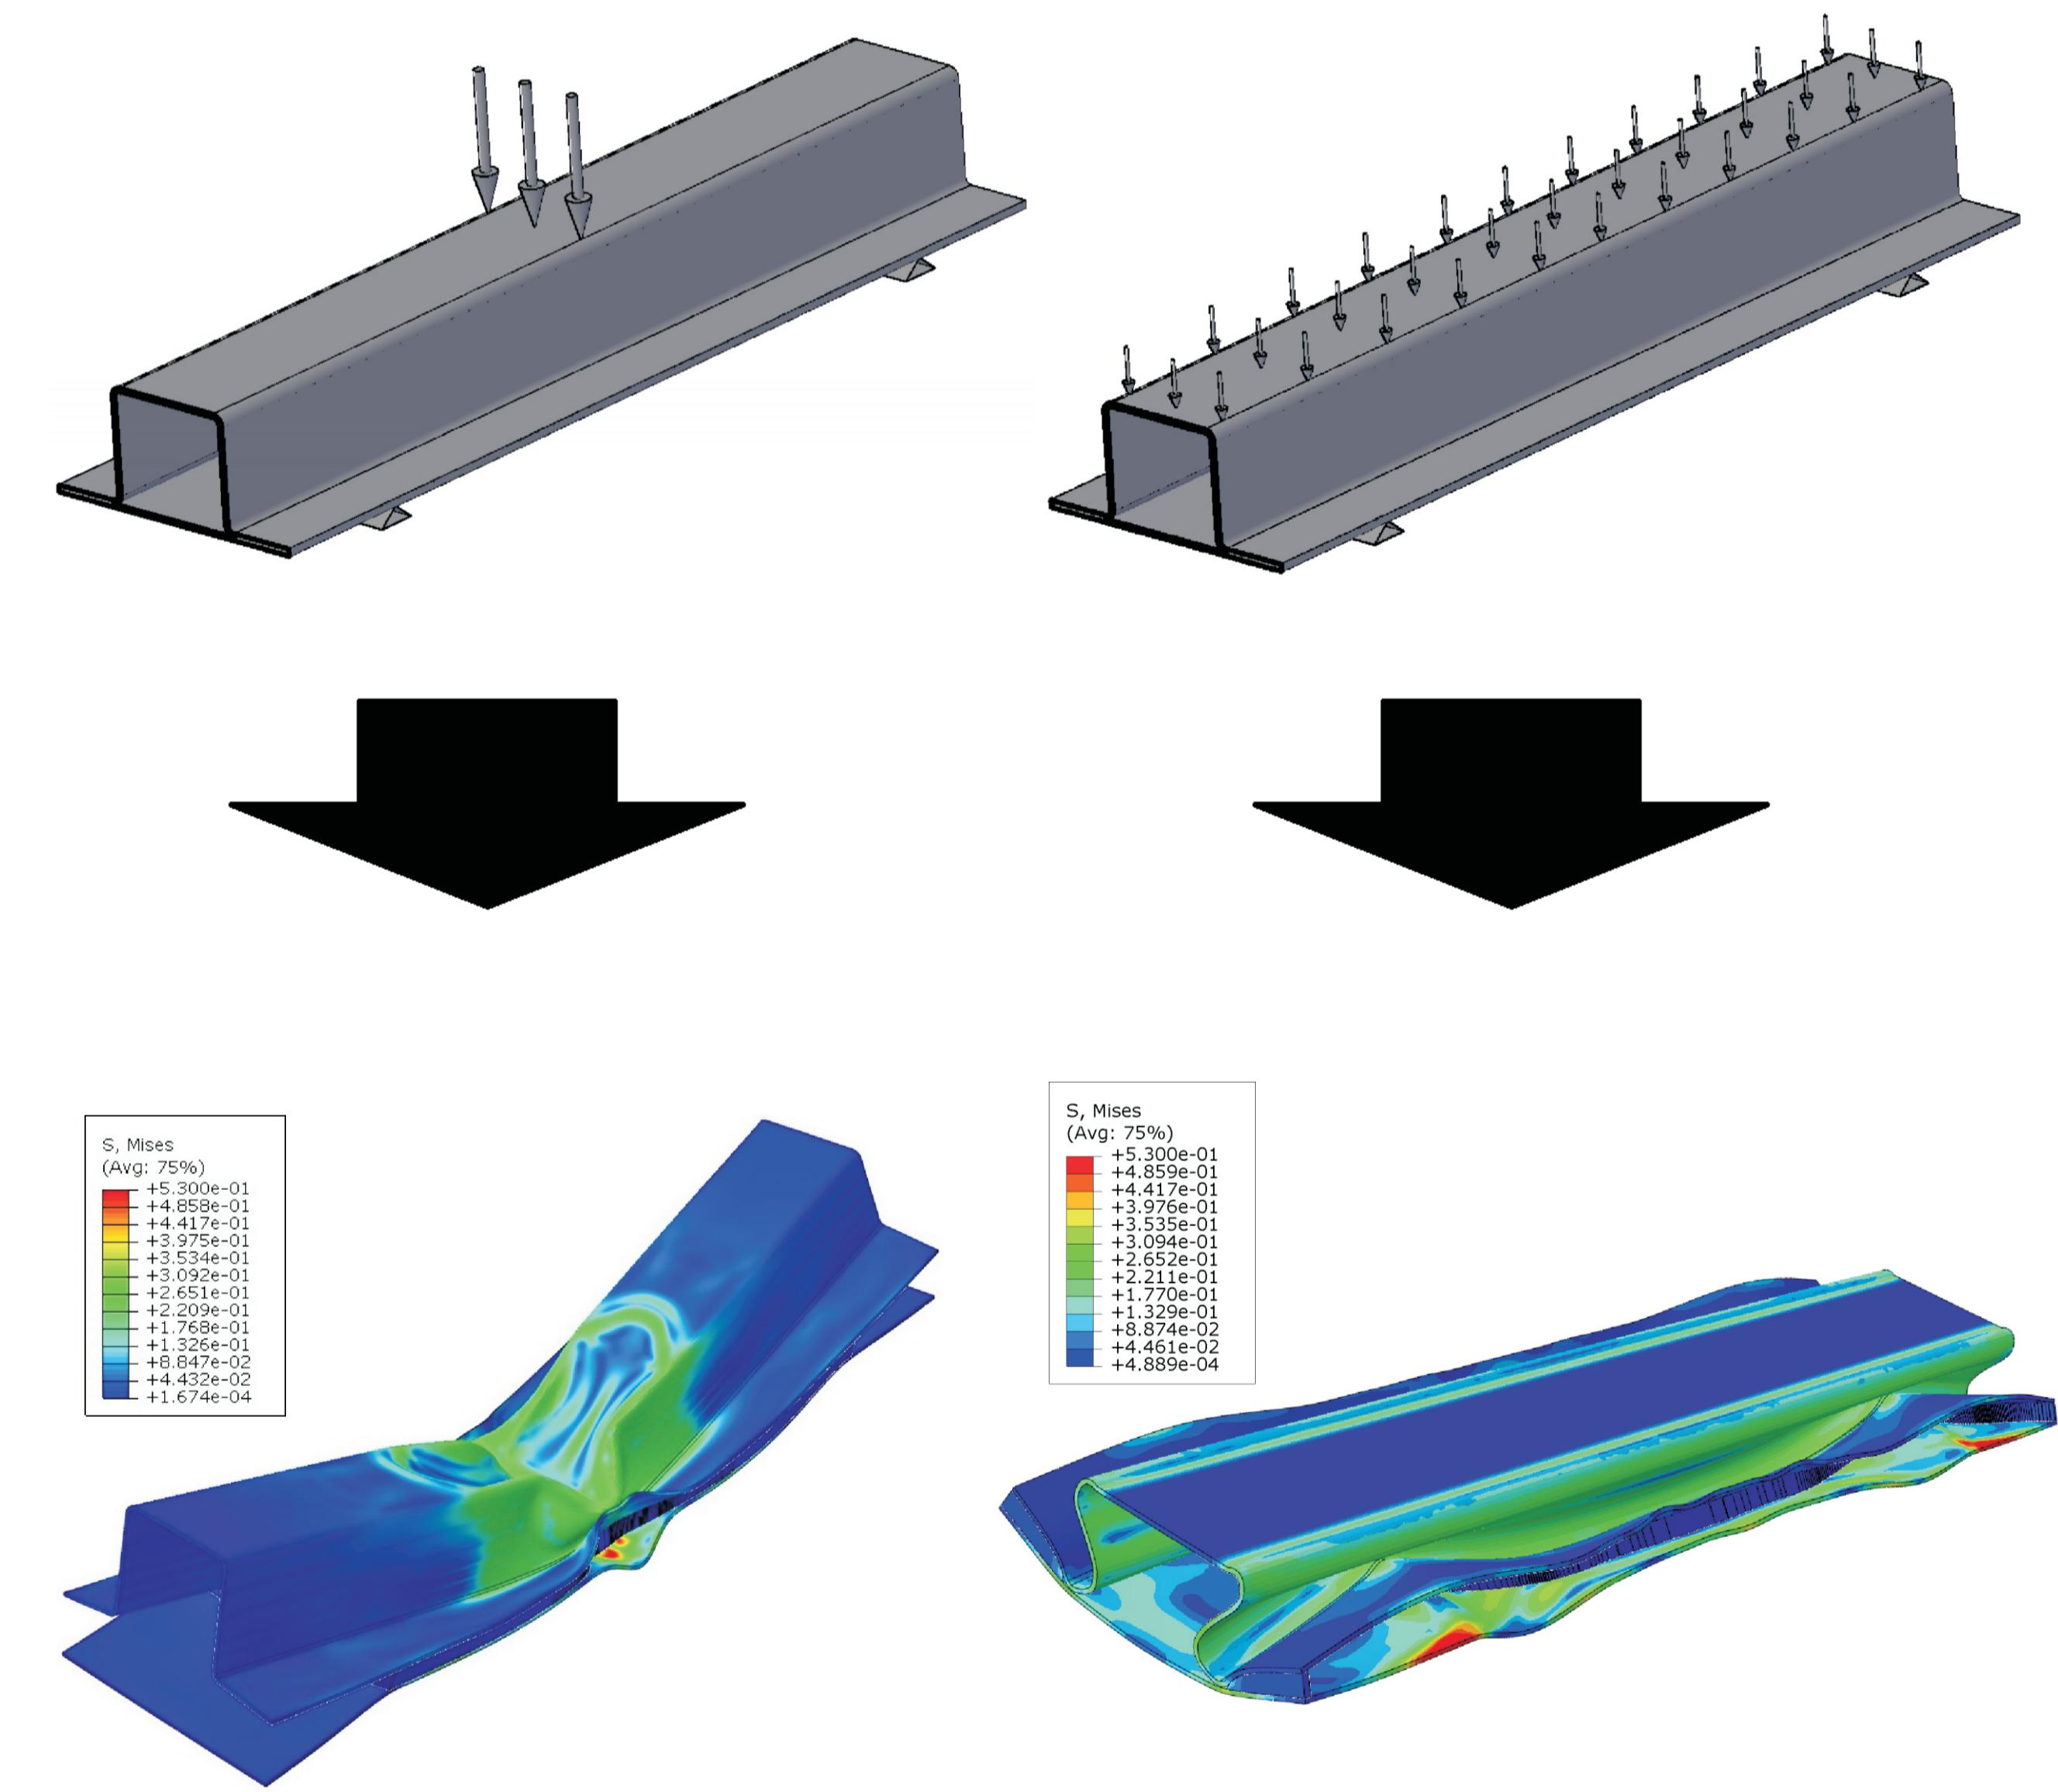 S, Mises
(Avg: 75%)
+5.300e-01
+4.858e-01
+4.417e-01
+3.975e-01
+3.534e-01
+3.092e-01
+2.651e-01
+2.209e-01
+1.768e-01
+1.326e-01
+8.847e-02
+4.432e-02
+1.674e-04
S, Mises
(Avg: 75%)
+5.300e-01
+4.859e-01
+4.417e-01
+3.976e-01
+3.535e-01
+3.094e-01
+2.652e-01
+2.211e-01
+1.770e-01
+1.329e-01
+8.874e-02
+4.461e-02
+4.889e-04